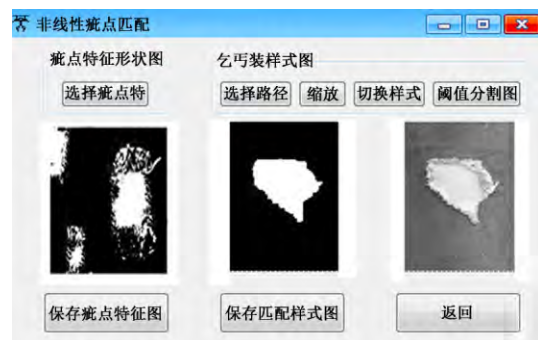 非线性疵点匹配
疵点特征形状图
乞丐装样式图
选择疵点特
选择路径 缩放 切换样式 阈值分割图
保存疵点特征图
保存匹配样式图
返回